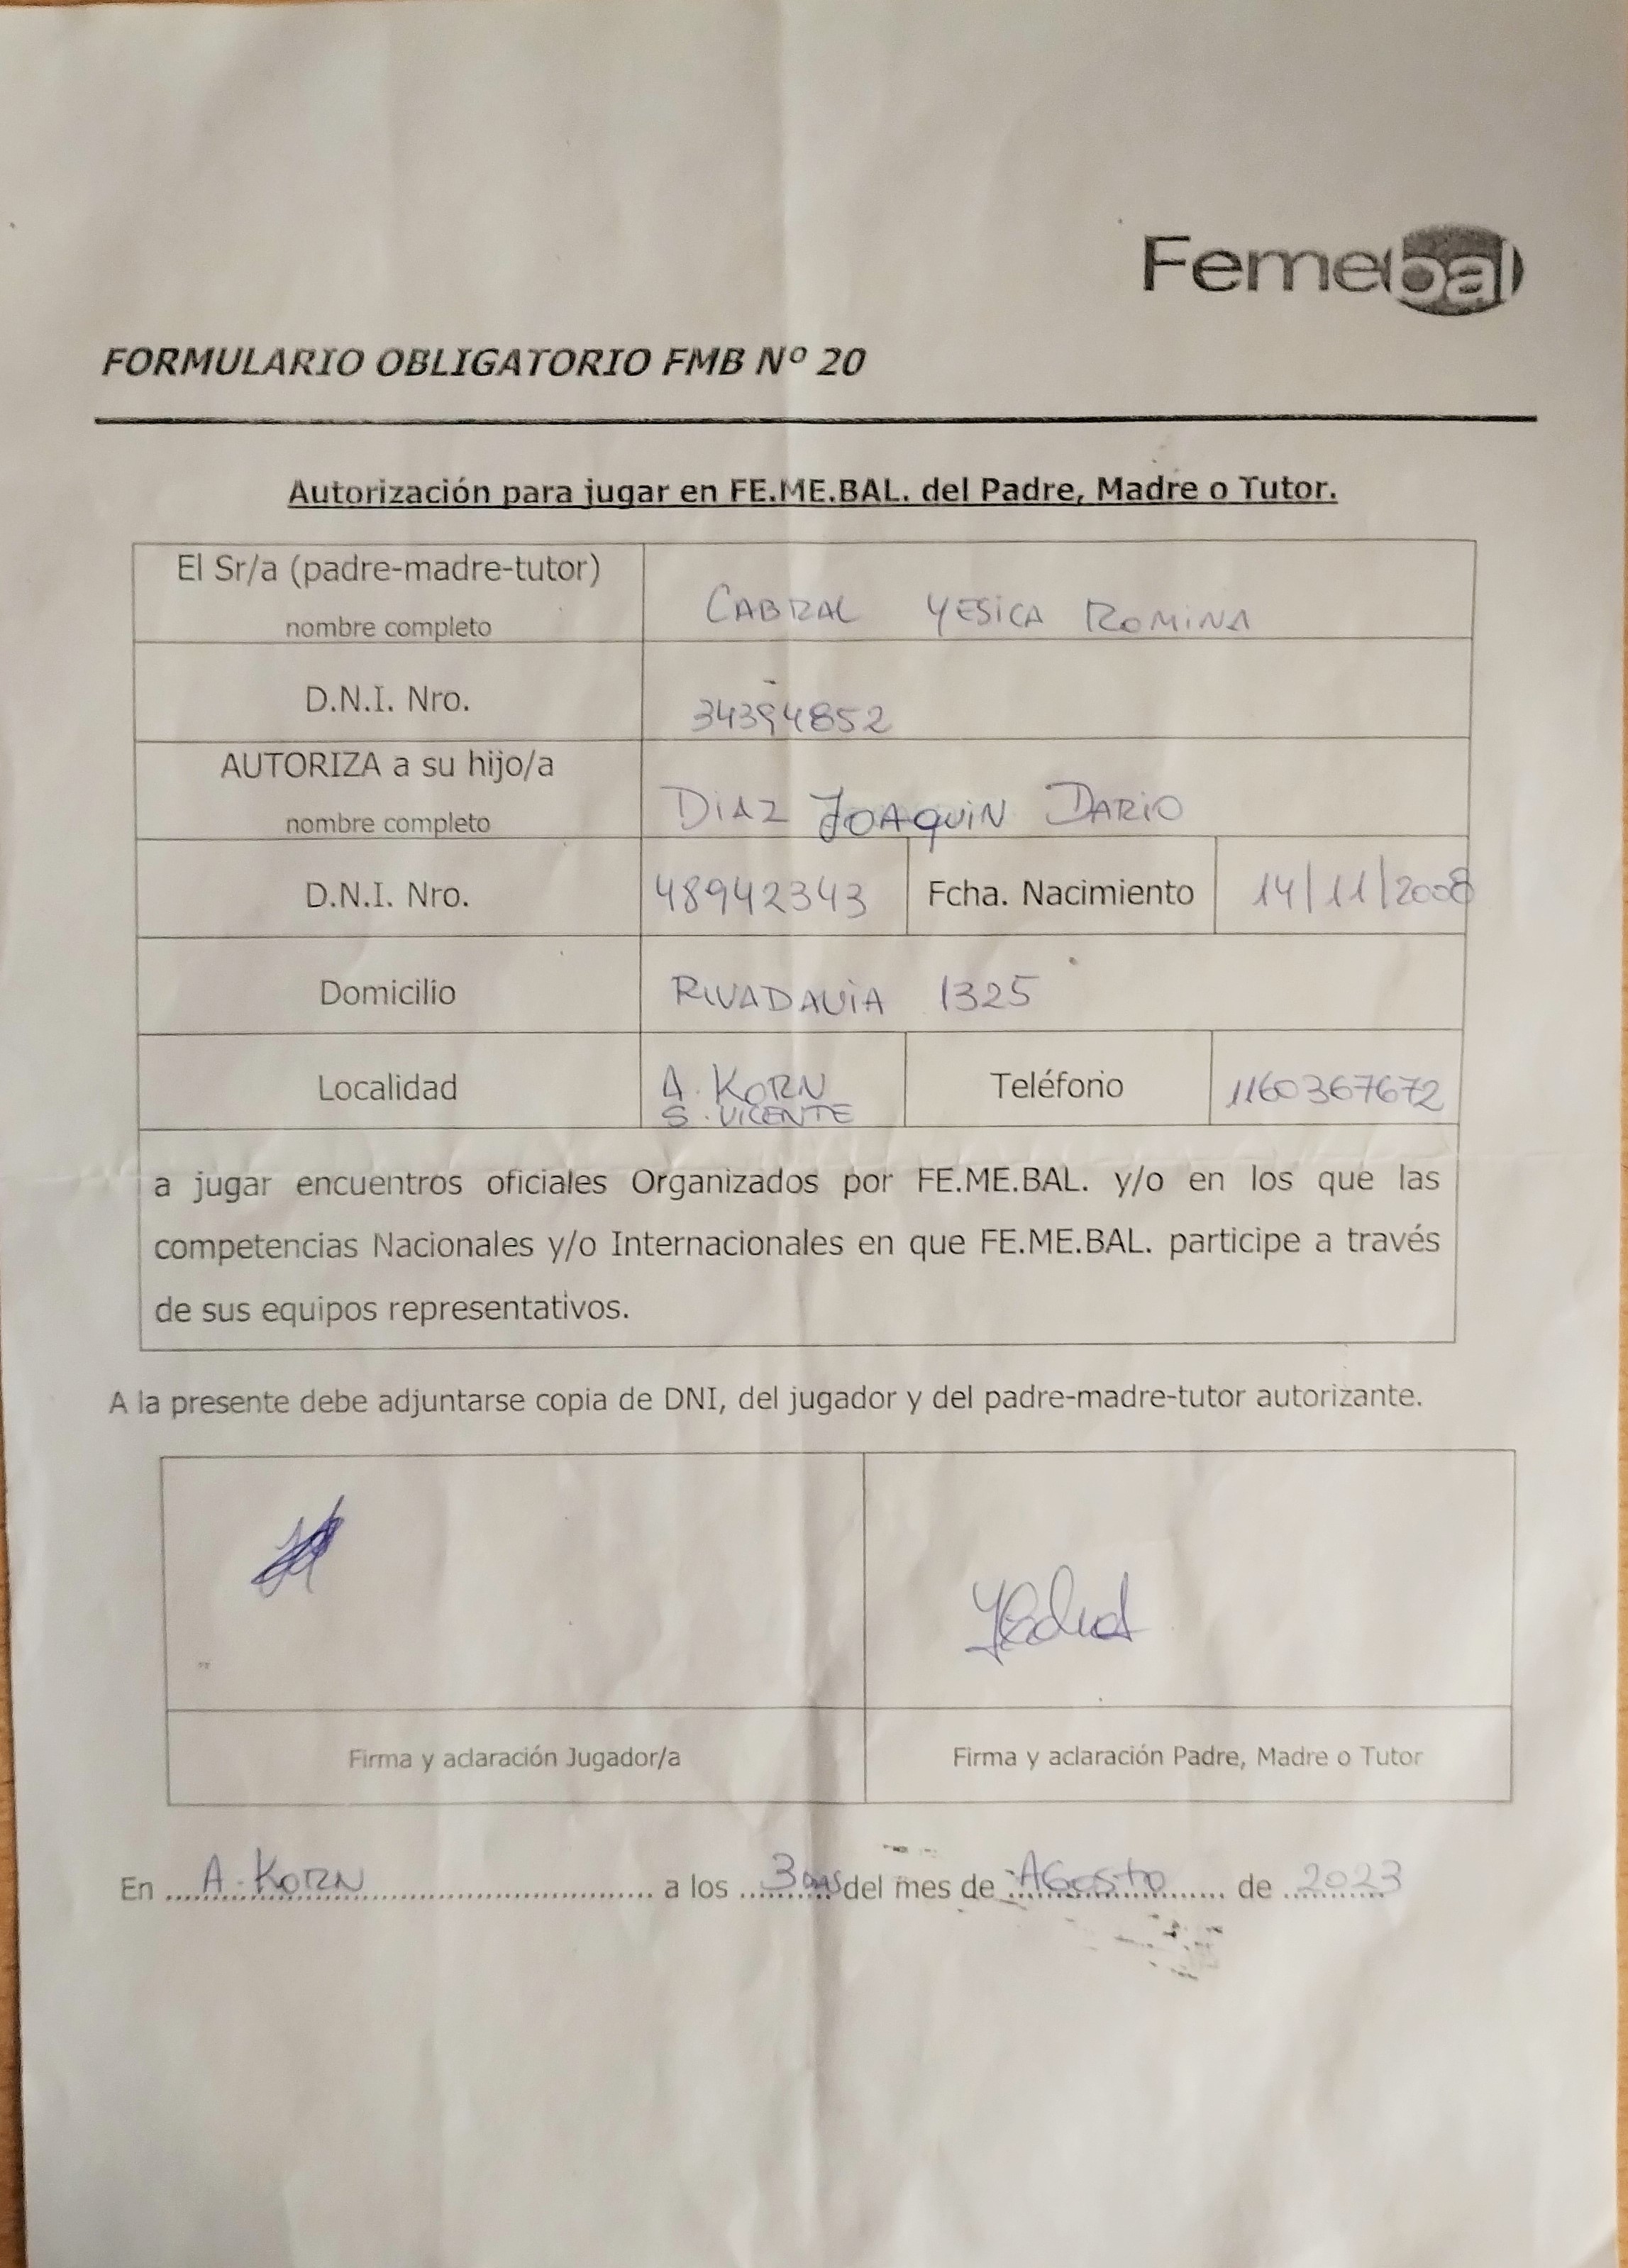 Femebal
FORMULARIO OBLIGATORIO FMB Nº 20
Autorización para jugar en FE.ME.BAL. del Padre, Madre o Tutor.
El Sr/a (padre-madre-tutor)
nombre completo
CABRAL YESICA ROMINA
D.N.I. Nro.
34394852
AUTORIZA a su hijo/a
nombre completo
DIAZ JOAQUIN DARIO
D.N.I. Nro.
48942343
Fcha. Nacimiento
14/11/2008
Domicilio
RIVADAVIA 1325
Localidad
A. KORN
S. VICENTE
Teléfono
1160367672
a jugar encuentros oficiales Organizados por FE.ME.BAL. y/o en los que las
competencias Nacionales y/o Internacionales en que FE.ME.BAL. participe a través
de sus equipos representativos.
A la presente debe adjuntarse copia de DNI, del jugador y del padre-madre-tutor autorizante.
Firma y aclaración Jugador/a
Firma y aclaración Padre, Madre o Tutor
En A. KORN a los 3 DIAS del mes de AGOSTO de 2023